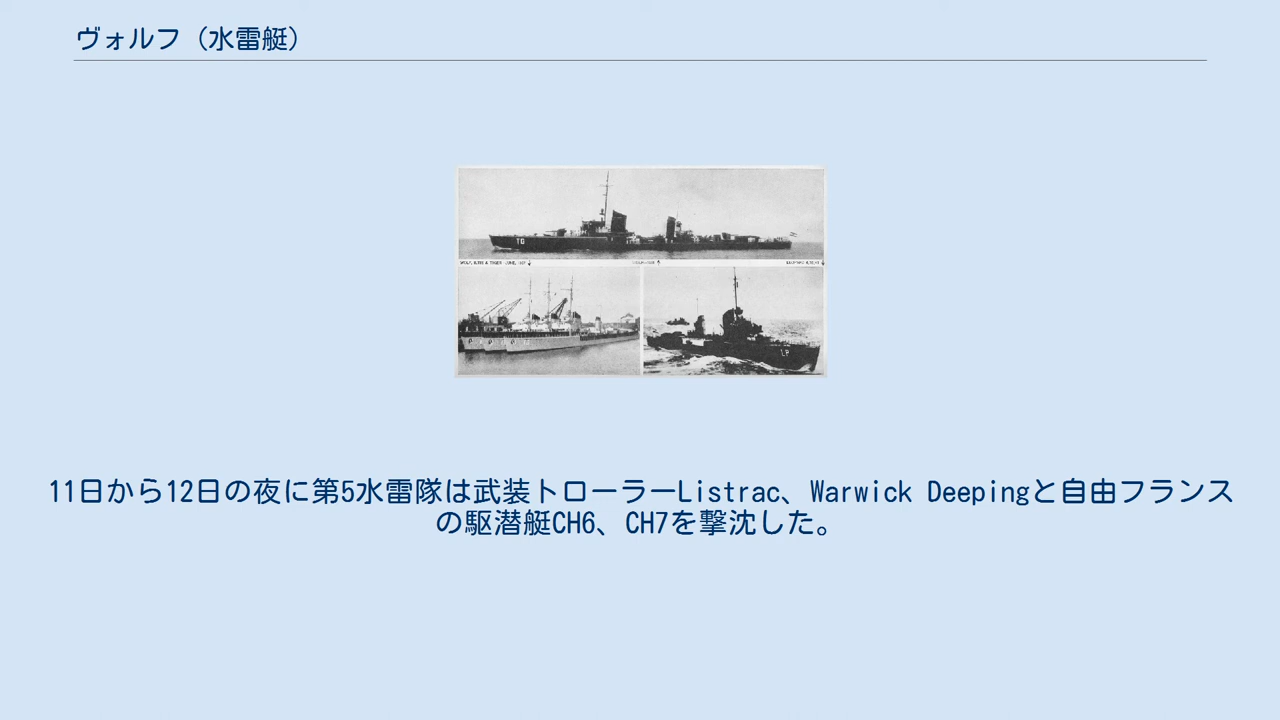 ヴォルフ（水雷艇）
TG
LP
11日から12日の夜に第5水雷隊は武装トローラーListrac、Warwick Deepingと自由フランス
の駆潜艇CH6、CH7を撃沈した。